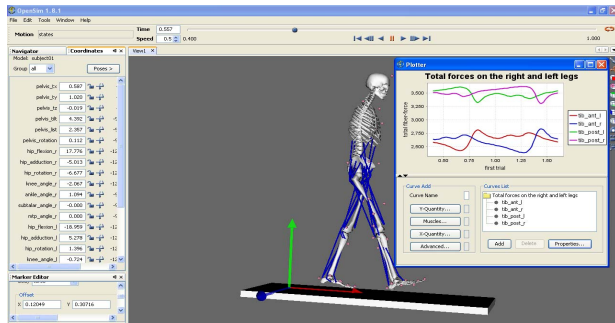 OpenSim 1.8.1
File Edit Tools Window Help
Motion states
Time 0.557
Speed 0.5 0.400 1.000
Navigator Coordinates
View1 X
Model: subject01
Group all Poses >
pelvis_tx 0.587
pelvis_ty 1.020
pelvis_tz -0.019
pelvis_tilt 4.392
pelvis_list 2.357
pelvis_rotation 0.112
hip_flexion_r 17.776
hip_adduction_r -5.013
hip_rotation_r -6.677
knee_angle_r -2.067
ankle_angle_r 1.094
subtalar_angle_r -0.000
mtp_angle_r 0.000
hip_flexion_l -18.959
hip_adduction_l 5.278
hip_rotation_l 1.396
knee_angle_l -0.724
Marker Editor
Offset
X 0.12049 Y 0.30716
Plotter
Total forces on the right and left legs
total fibre-force
3,500
3,250
3,000
2,750
2,500
0.50 0.75 1.00 1.25 1.50
first trial
tib_ant_l
tib_ant_r
tib_post_l
tib_post_r
Curve Add
Curve Name
Y-Quantity...
Muscles...
X-Quantity...
Advanced...
Curves List
Total forces on the right and left legs
tib_ant_l
tib_ant_r
tib_post_l
tib_post_r
Add Delete Properties...